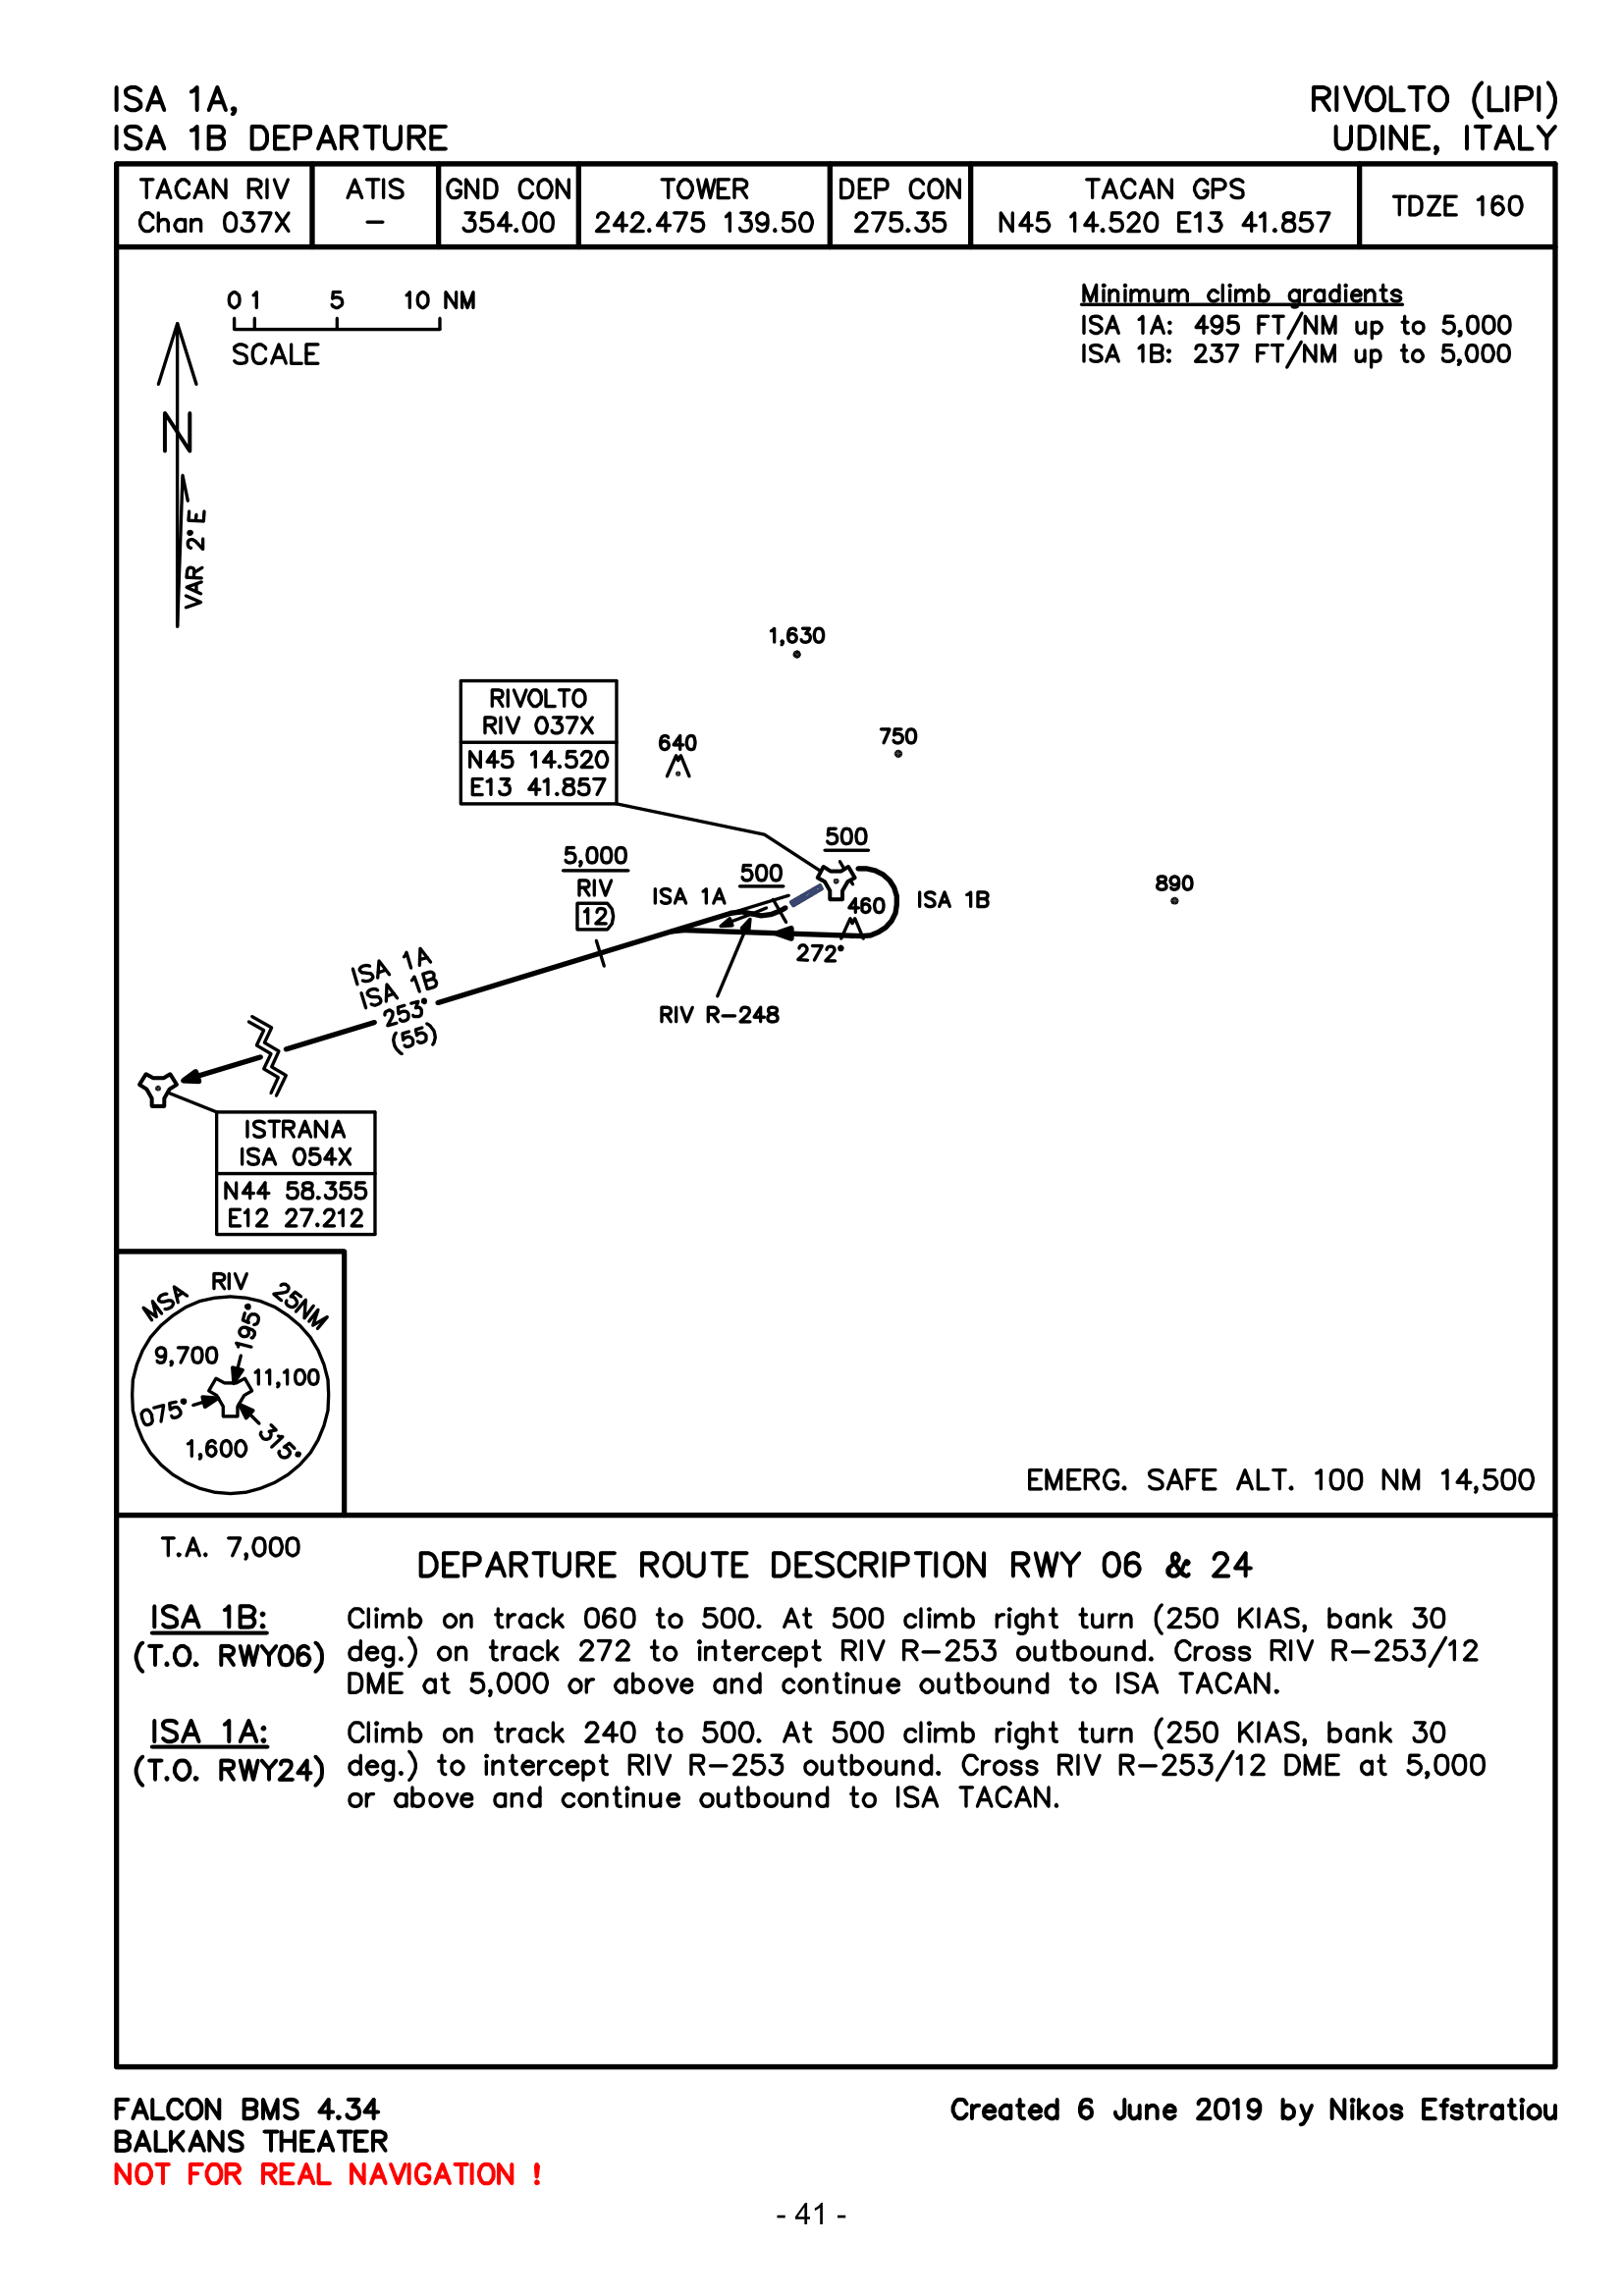 ISA 1A,
ISA 1B DEPARTURE
RIVOLTO (LIPI)
UDINE, ITALY
TACAN RIV
Chan 037X
ATIS
-
GND CON
354.00
TOWER
242.475 139.50
DEP CON
275.35
TACAN GPS
N45 14.520 E13 41.857
TDZE 160
0 1 5 10 NM
SCALE
Minimum climb gradients
ISA 1A: 495 FT/NM up to 5,000
ISA 1B: 237 FT/NM up to 5,000
N
VAR 2°E
1,630
RIVOLTO
RIV 037X
N45 14.520
E13 41.857
640
750
500
5,000
RIV
12
ISA 1A
500
460
ISA 1B
890
272°
RIV R-248
ISA 1A
ISA 1B
253°
(55)
ISTRANA
ISA 054X
N44 58.355
E12 27.212
MSA RIV 25NM
195°
9,700
11,100
075°
315°
1,600
EMERG. SAFE ALT. 100 NM 14,500
T.A. 7,000
DEPARTURE ROUTE DESCRIPTION RWY 06 & 24
ISA 1B:
(T.O. RWY06)
Climb on track 060 to 500. At 500 climb right turn (250 KIAS, bank 30
deg.) on track 272 to intercept RIV R-253 outbound. Cross RIV R-253/12
DME at 5,000 or above and continue outbound to ISA TACAN.
ISA 1A:
(T.O. RWY24)
Climb on track 240 to 500. At 500 climb right turn (250 KIAS, bank 30
deg.) to intercept RIV R-253 outbound. Cross RIV R-253/12 DME at 5,000
or above and continue outbound to ISA TACAN.
FALCON BMS 4.34
BALKANS THEATER
NOT FOR REAL NAVIGATION !
Created 6 June 2019 by Nikos Efstratiou
- 41 -